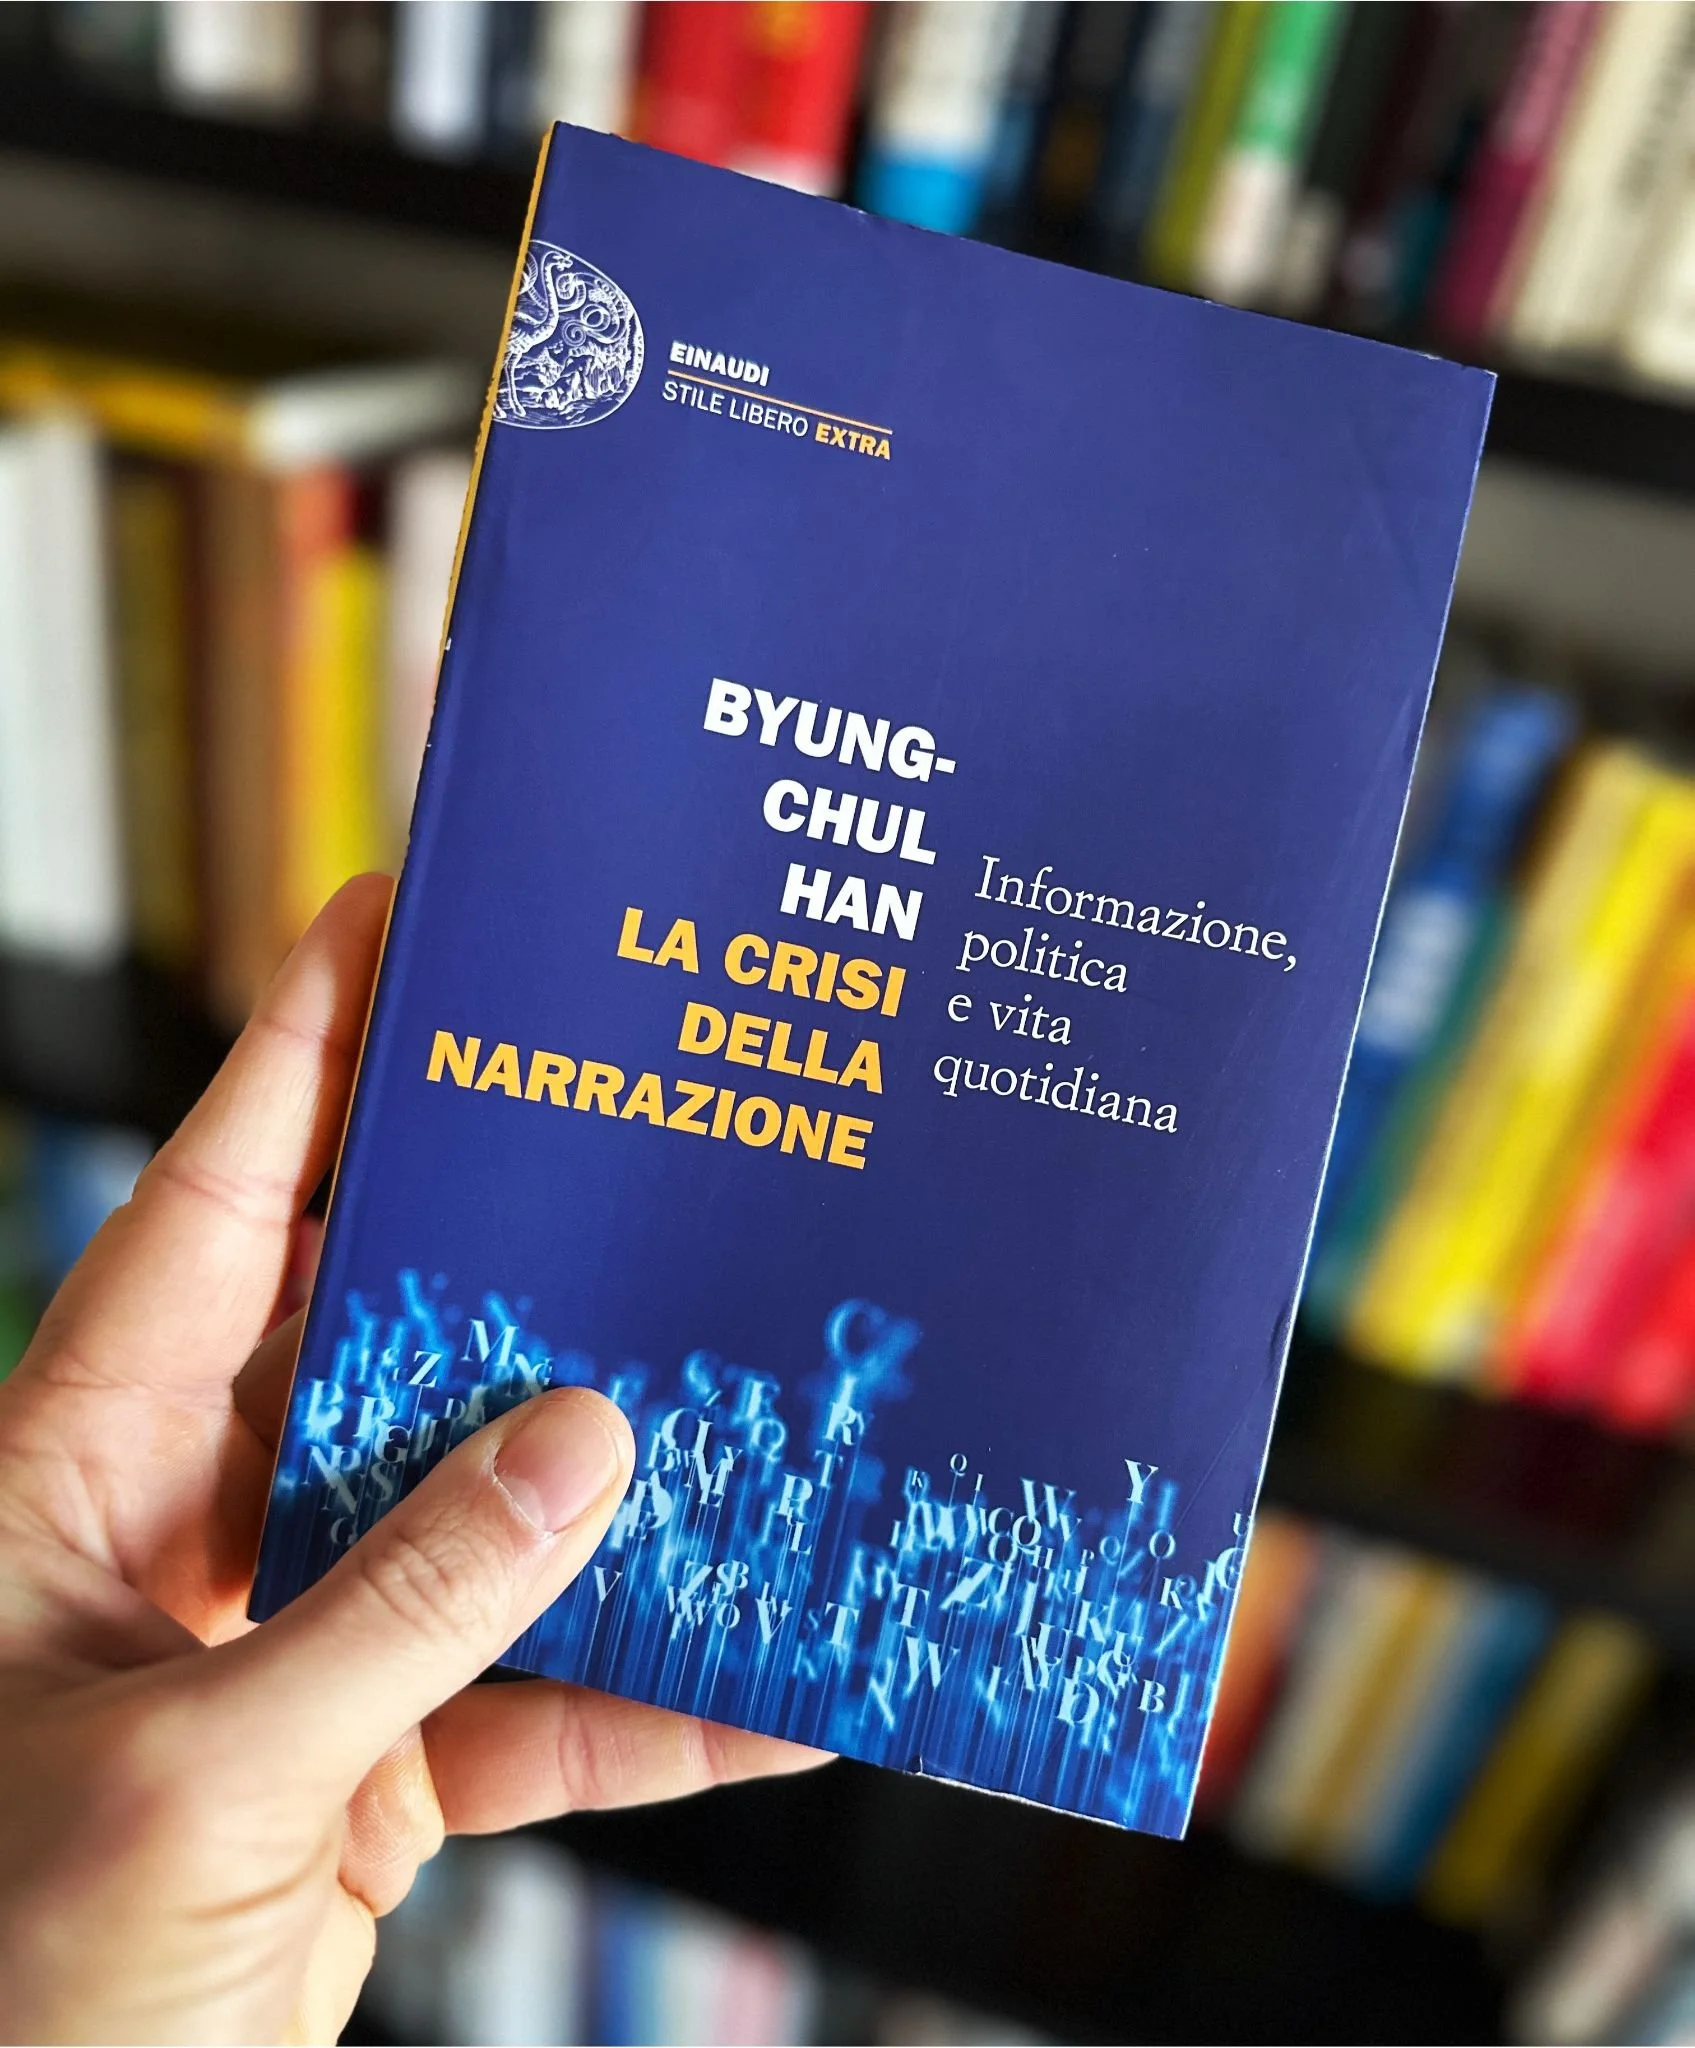 EINAUDI
STILE LIBERO EXTRA
BYUNG-
CHUL
HAN
LA CRISI
DELLA
NARRAZIONE
Informazione,
politica
e vita
quotidiana